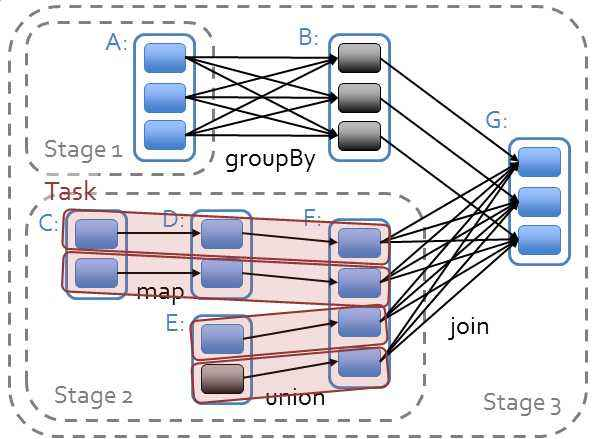 A:
B:
G:
Stage 1
groupBy
Task
C:
D:
F:
map
E:
join
Stage 2
union
Stage 3